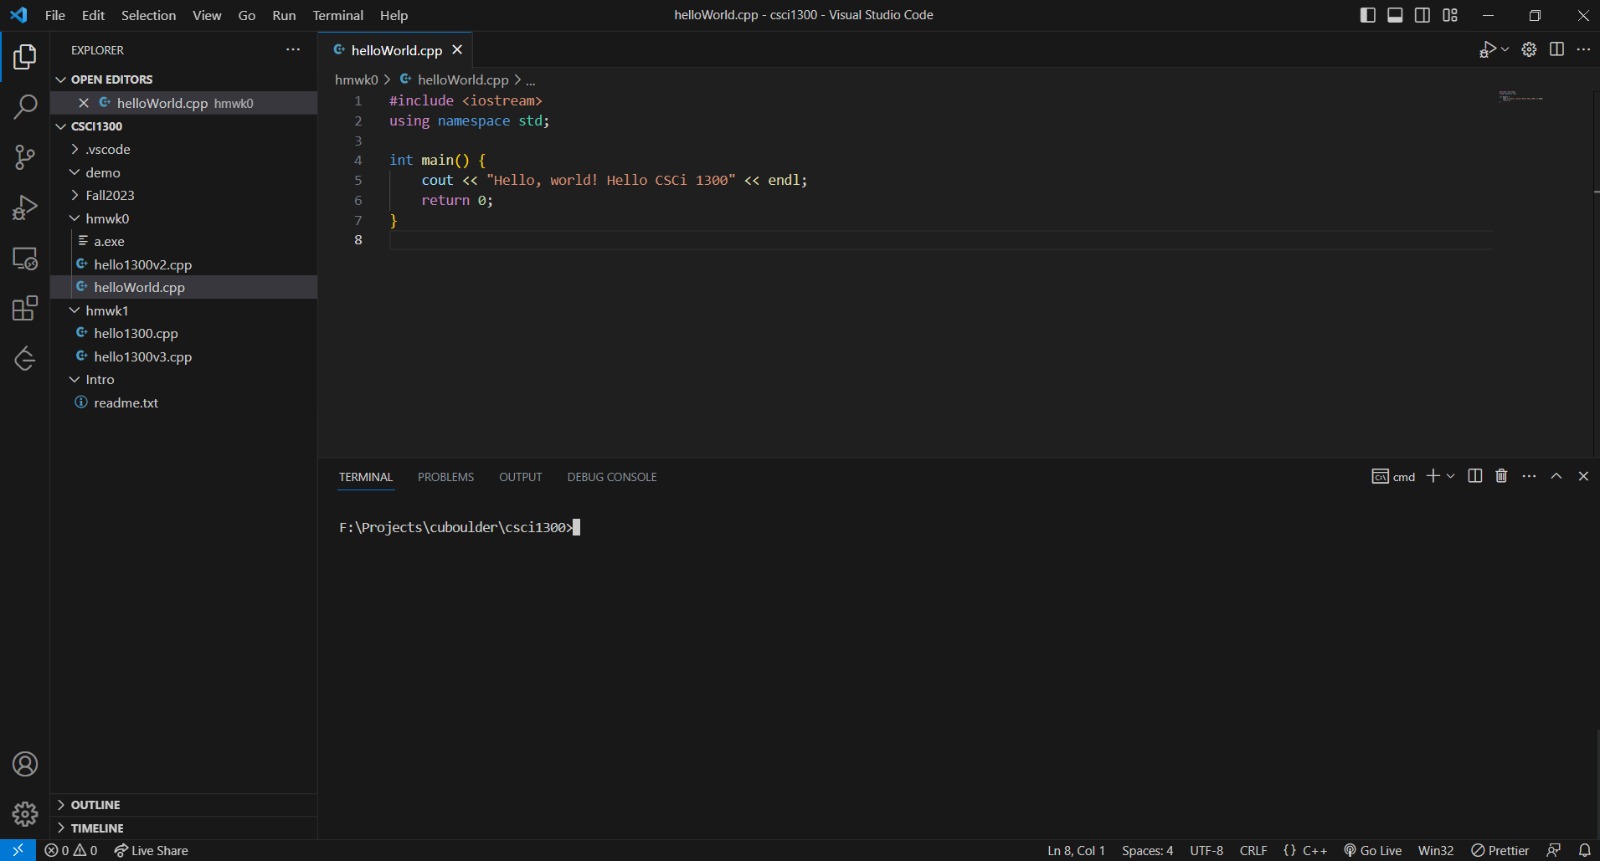 File Edit Selection View Go Run Terminal Help
helloWorld.cpp - csci1300 - Visual Studio Code
EXPLORER
OPEN EDITORS
helloWorld.cpp hmwk0
CSCI1300
.vscode
demo
Fall2023
hmwk0
a.exe
hello1300v2.cpp
helloWorld.cpp
hmwk1
hello1300.cpp
hello1300v3.cpp
Intro
readme.txt
OUTLINE
TIMELINE
helloWorld.cpp
hmwk0 > helloWorld.cpp > ...
1 #include <iostream>
2 using namespace std;
3
4 int main() {
5 cout << "Hello, world! Hello CSCi 1300" << endl;
6 return 0;
7 }
8
TERMINAL PROBLEMS OUTPUT DEBUG CONSOLE
cmd
F:\Projects\cuboulder\csci1300>
0 0 Live Share
Ln 8, Col 1 Spaces: 4 UTF-8 CRLF {} C++ Go Live Win32 Prettier